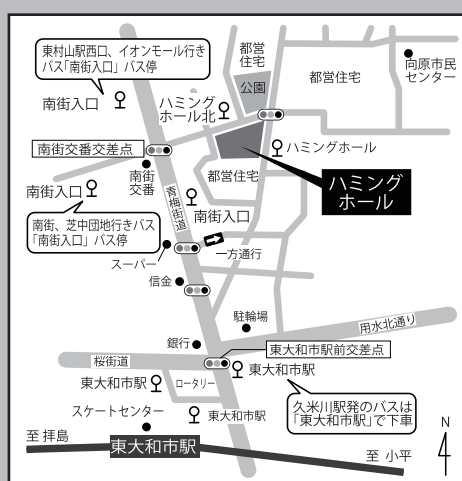 東村山駅西口、イオンモール行き
バス「南街入口」バス停
都営
住宅
向原市民
センター
都営住宅
公園
南街入口
ハミング
ホール北
南街交番交差点
ハミングホール
南街
交番
都営住宅
ハミング
ホール
南街入口
青梅街道
南街入口
南街、芝中団地行きバス
「南街入口」バス停
一方通行
スーパー
信金
駐輪場
用水北通り
銀行
東大和市駅前交差点
桜街道
東大和市駅
東大和市駅
ロータリー
久米川駅発のバスは
「東大和市駅」で下車
スケートセンター
東大和市駅
N
4
至 拝島
東大和市駅
至 小平